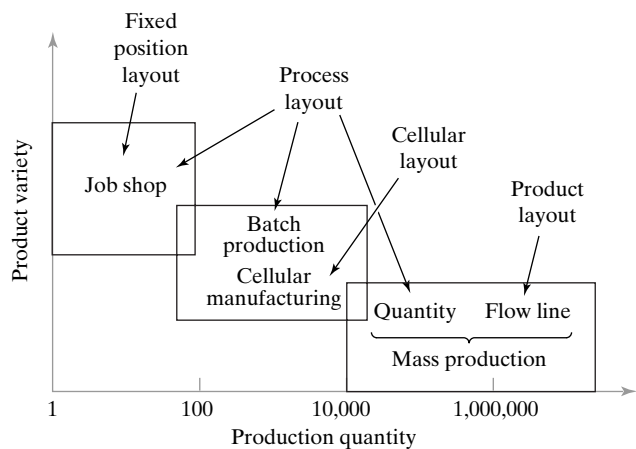 Fixed
position
layout
Process
layout
Cellular
layout
Product
layout
Product variety
Job shop
Batch
production
Cellular
manufacturing
Quantity
Flow line
Mass production
1
100
10,000
1,000,000
Production quantity